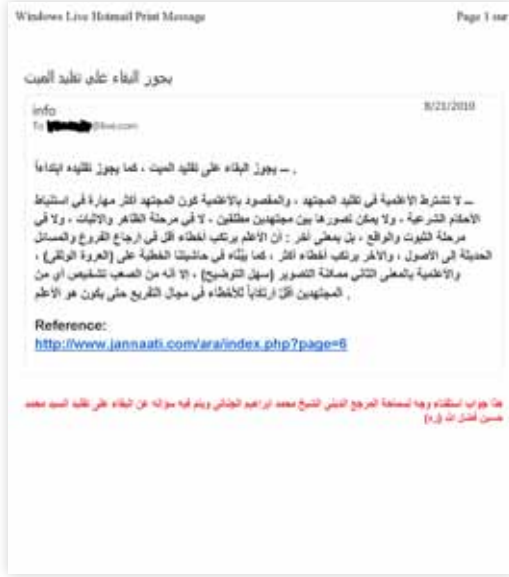 Windows Live Hotmail Print Message
Page 1 sur
يجوز البقاء على تقليد الميت
info
8/21/2010
To @live.com
. ــ يجوز البقاء على تقليد الميت ، كما يجوز تقليده ابتداءاً
ــ لا تشترط الأعلمية في تقليد المجتهد ، والمقصود بالأعلمية كون المجتهد أكثر مهارة في استنباط
الأحكام الشرعية ، ولا يمكن تصورها بين مجتهدين مطلقين ، لا في مرحلة الظاهر والاثبات ، ولا في
مرحلة الثبوت والواقع ، بل بمعنى آخر : أن الأعلم يرتكب أخطاء أقل في ارجاع الفروع والمسائل
الحديثة إلى الأصول ، والآخر يرتكب أخطاء أكثر ، كما بيّناه في حاشيتنا الخطية على (العروة الوثقى) ،
والأعلمية بالمعنى الثاني ممكنة التصوير (سهل التوضيح) ، إلا أنه من الصعب تشخيص أي من
. المجتهدين أقلّ ارتكاباً للأخطاء في مجال التفريع حتى يكون هو الأعلم
Reference:
http://www.jannaati.com/ara/index.php?page=6
هذا جواب استفتاء وجه لسماحة المرجع الديني الشيخ محمد ابراهيم الجناتي ويتم فيه سؤاله عن البقاء على تقليد السيد محمد
حسين فضل الله (ره)